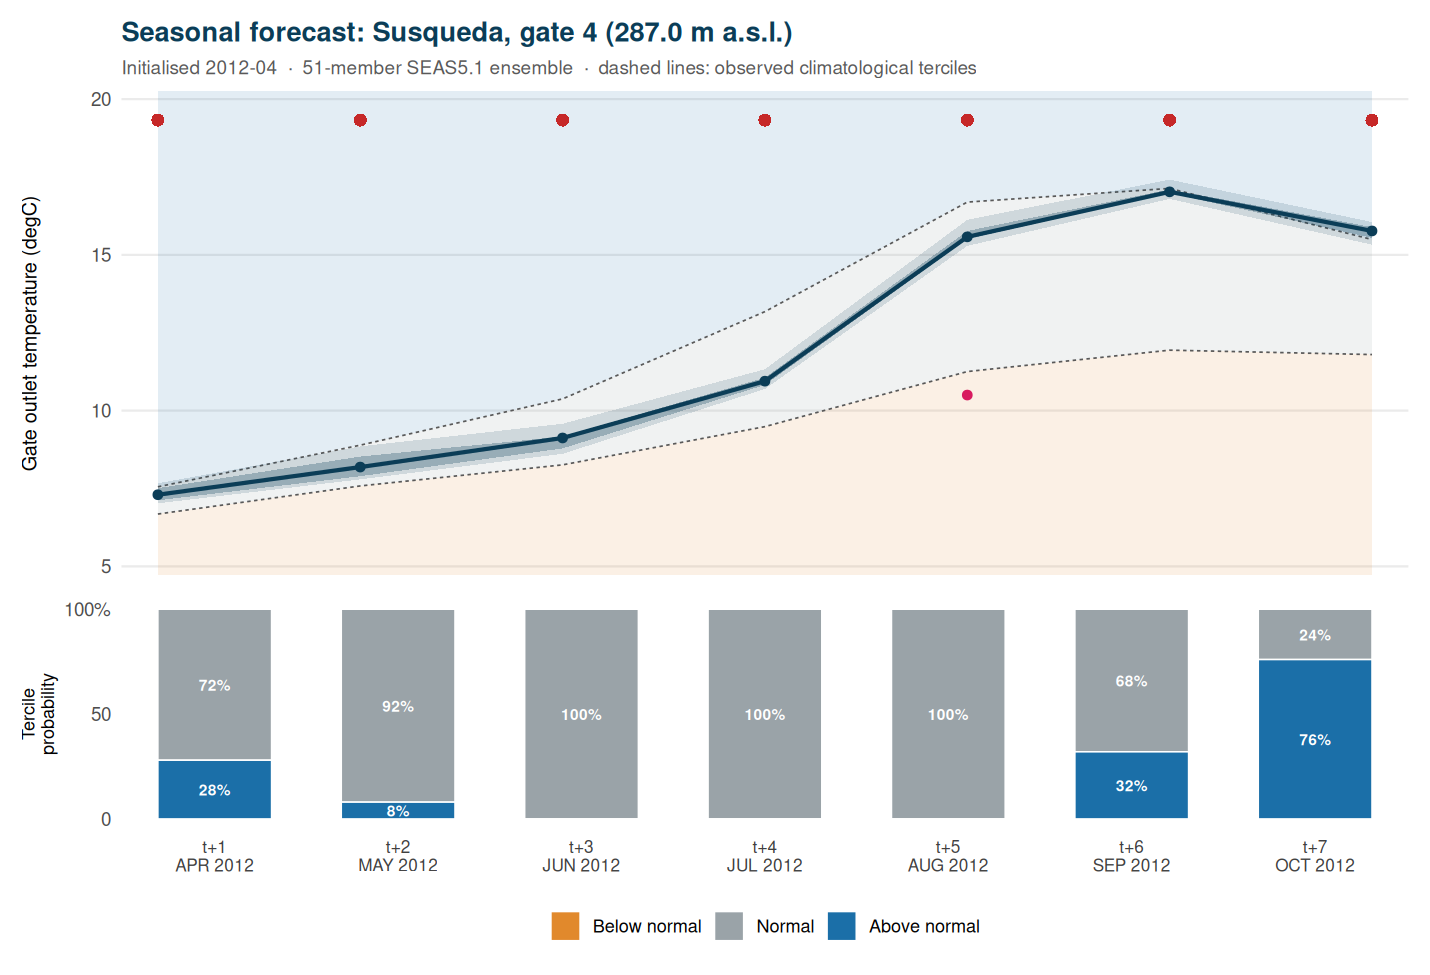 Seasonal forecast: Susqueda, gate 4 (287.0 m a.s.l.)
Initialised 2012-04 · 51-member SEAS5.1 ensemble · dashed lines: observed climatological terciles
Gate outlet temperature (degC)
20
15
10
5
Tercile
probability
100%
50
0
72%
28%
92%
8%
100%
100%
100%
68%
32%
24%
76%
t+1
APR 2012
t+2
MAY 2012
t+3
JUN 2012
t+4
JUL 2012
t+5
AUG 2012
t+6
SEP 2012
t+7
OCT 2012
Below normal
Normal
Above normal